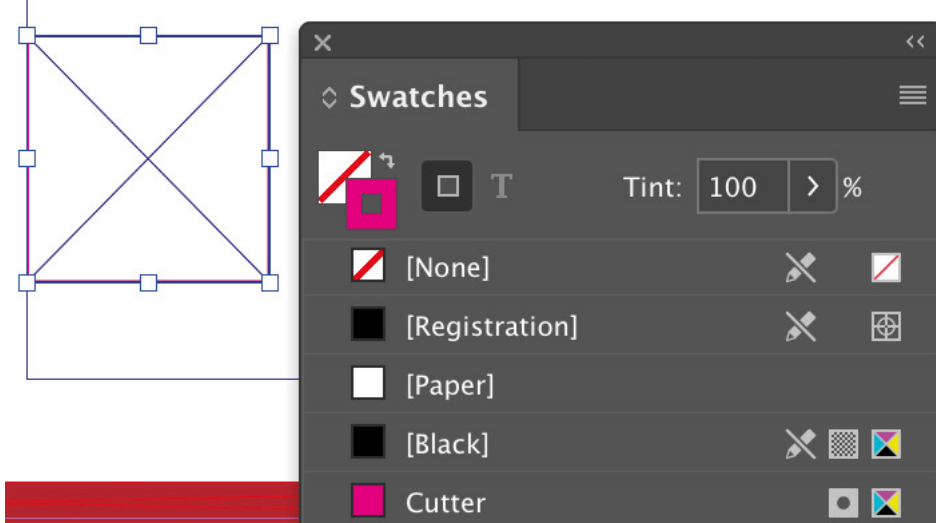 Swatches
T Tint: 100 %
[None]
[Registration]
[Paper]
[Black]
Cutter